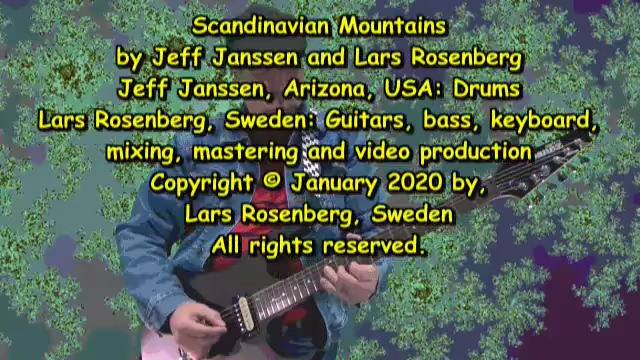 Scandinavian Mountains
by Jeff Janssen and Lars Rosenberg
Jeff Janssen, Arizona, USA: Drums
Lars Rosenberg, Sweden: Guitars, bass, keyboard,
mixing, mastering and video production
Copyright © January 2020 by,
Lars Rosenberg, Sweden
All rights reserved.